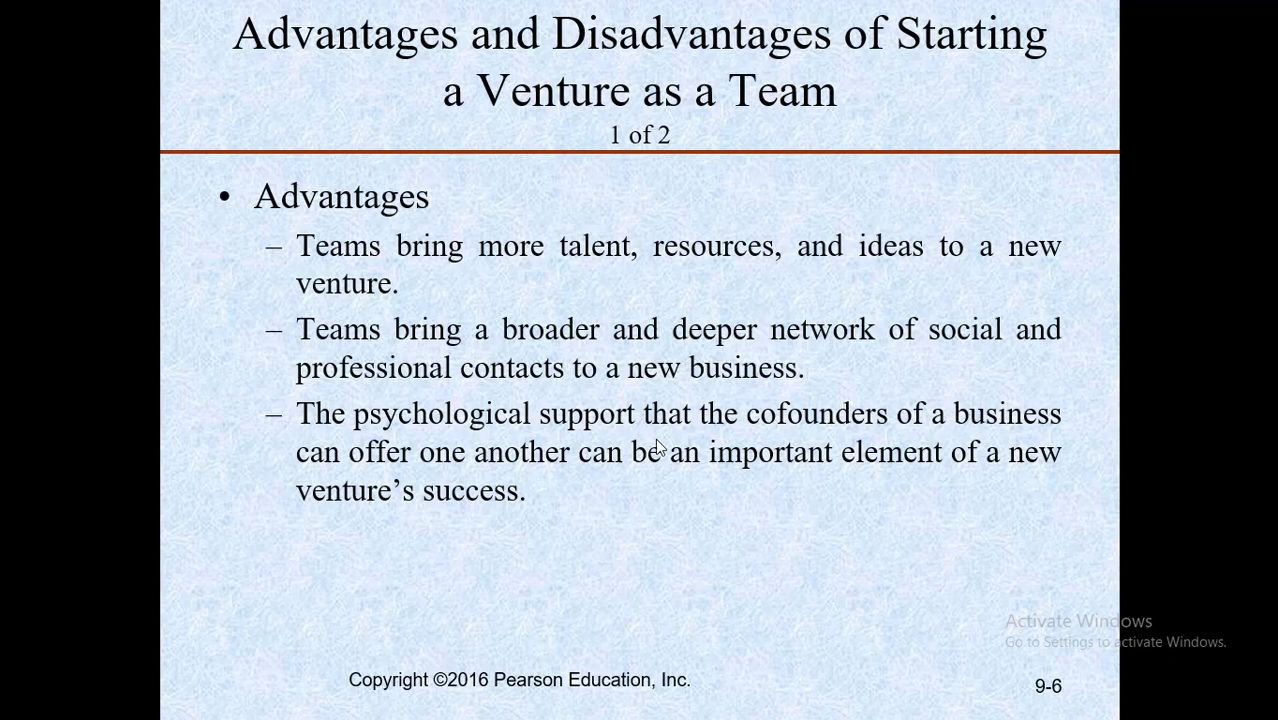 Advantages and Disadvantages of Starting
a Venture as a Team
1 of 2
• Advantages
– Teams bring more talent, resources, and ideas to a new
venture.
– Teams bring a broader and deeper network of social and
professional contacts to a new business.
– The psychological support that the cofounders of a business
can offer one another can be an important element of a new
venture’s success.
Activate Windows
Go to Settings to activate Windows.
Copyright ©2016 Pearson Education, Inc.
9-6